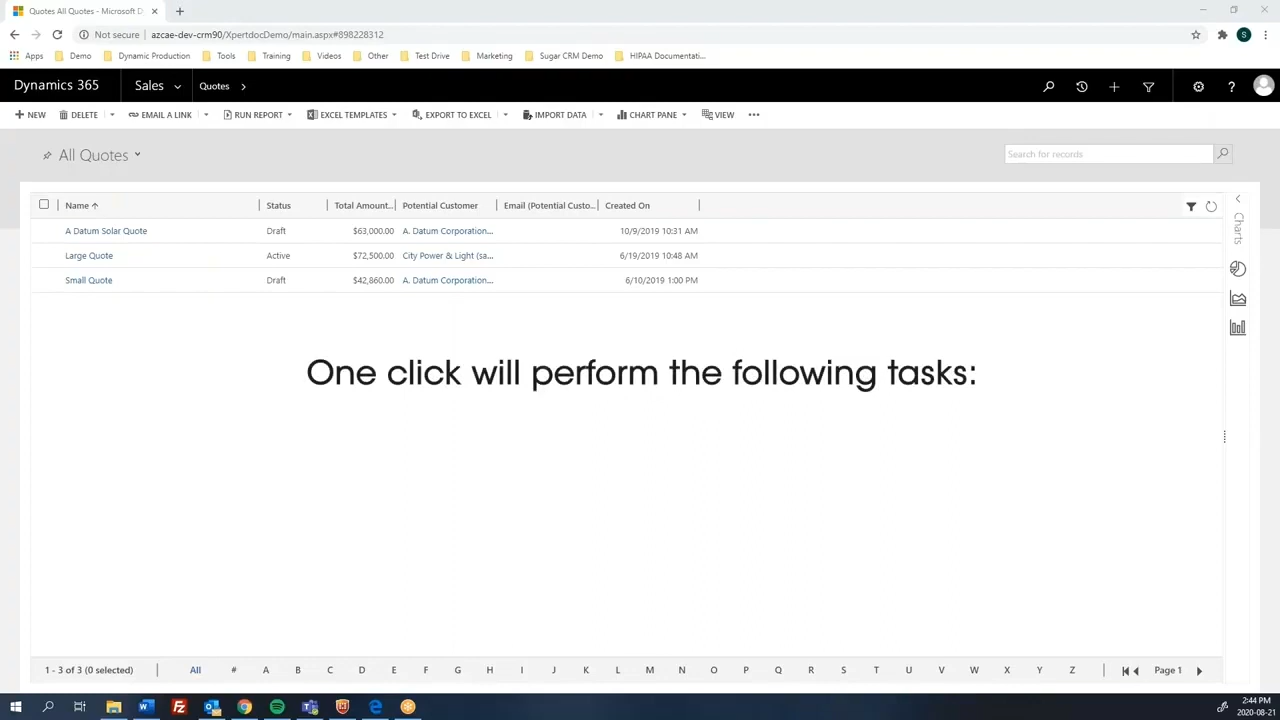 Quotes All Quotes - Microsoft D
Not secure | azcae-dev-crm90/XpertdocDemo/main.aspx#898228312
S
Apps Demo Dynamic Production Tools Training Videos Other Test Drive Marketing Sugar CRM Demo HIPAA Documentati...
Dynamics 365 Sales Quotes
NEW DELETE EMAIL A LINK RUN REPORT EXCEL TEMPLATES EXPORT TO EXCEL IMPORT DATA CHART PANE VIEW
All Quotes
Search for records
Name Status Total Amount... Potential Customer Email (Potential Custo... Created On
A Datum Solar Quote Draft $63,000.00 A. Datum Corporation... 10/9/2019 10:31 AM
Large Quote Active $72,500.00 City Power & Light (sa... 6/19/2019 10:48 AM
Small Quote Draft $42,860.00 A. Datum Corporation... 6/10/2019 1:00 PM
Charts
One click will perform the following tasks:
1 - 3 of 3 (0 selected) All # A B C D E F G H I J K L M N O P Q R S T U V W X Y Z Page 1
2:44 PM
2020-08-21